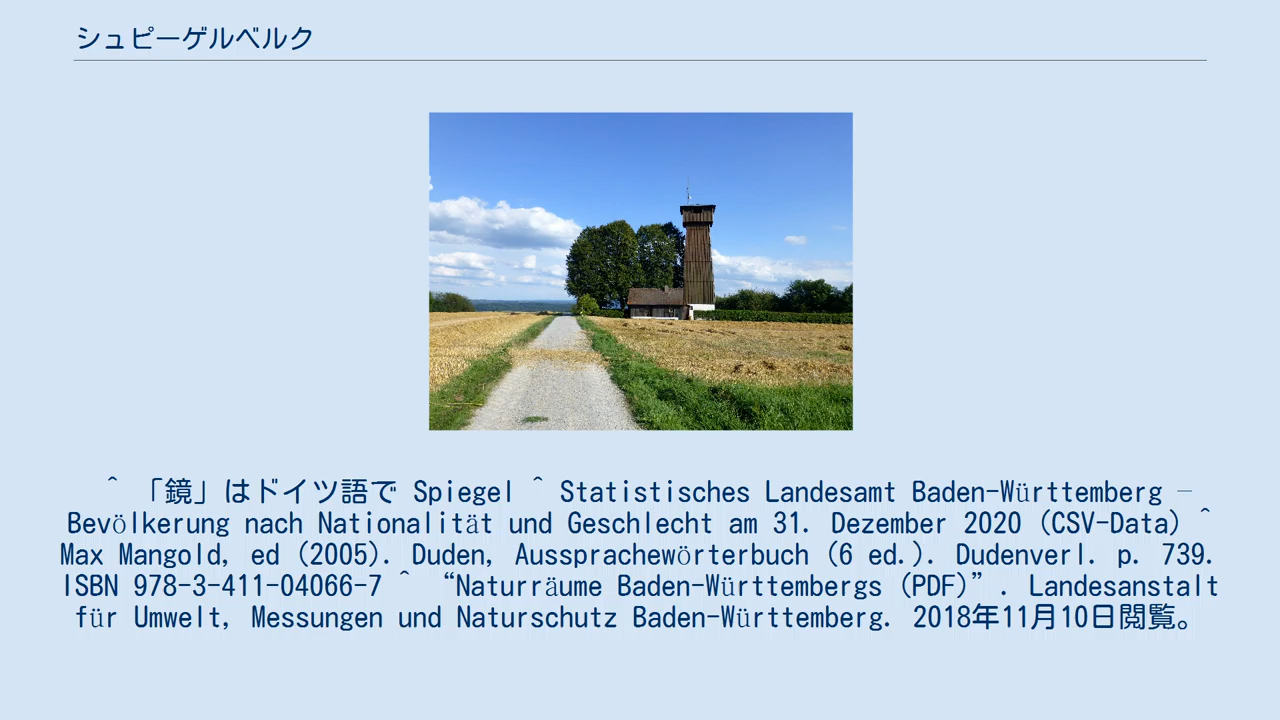 シュピーゲルベルク
^ 「鏡」はドイツ語で Spiegel ^ Statistisches Landesamt Baden-Württemberg –
Bevölkerung nach Nationalität und Geschlecht am 31. Dezember 2020 (CSV-Data) ^
Max Mangold, ed (2005). Duden, Aussprachewörterbuch (6 ed.). Dudenverl. p. 739.
ISBN 978-3-411-04066-7 ^ “Naturräume Baden-Württembergs (PDF)”. Landesanstalt
für Umwelt, Messungen und Naturschutz Baden-Württemberg. 2018年11月10日閲覧。